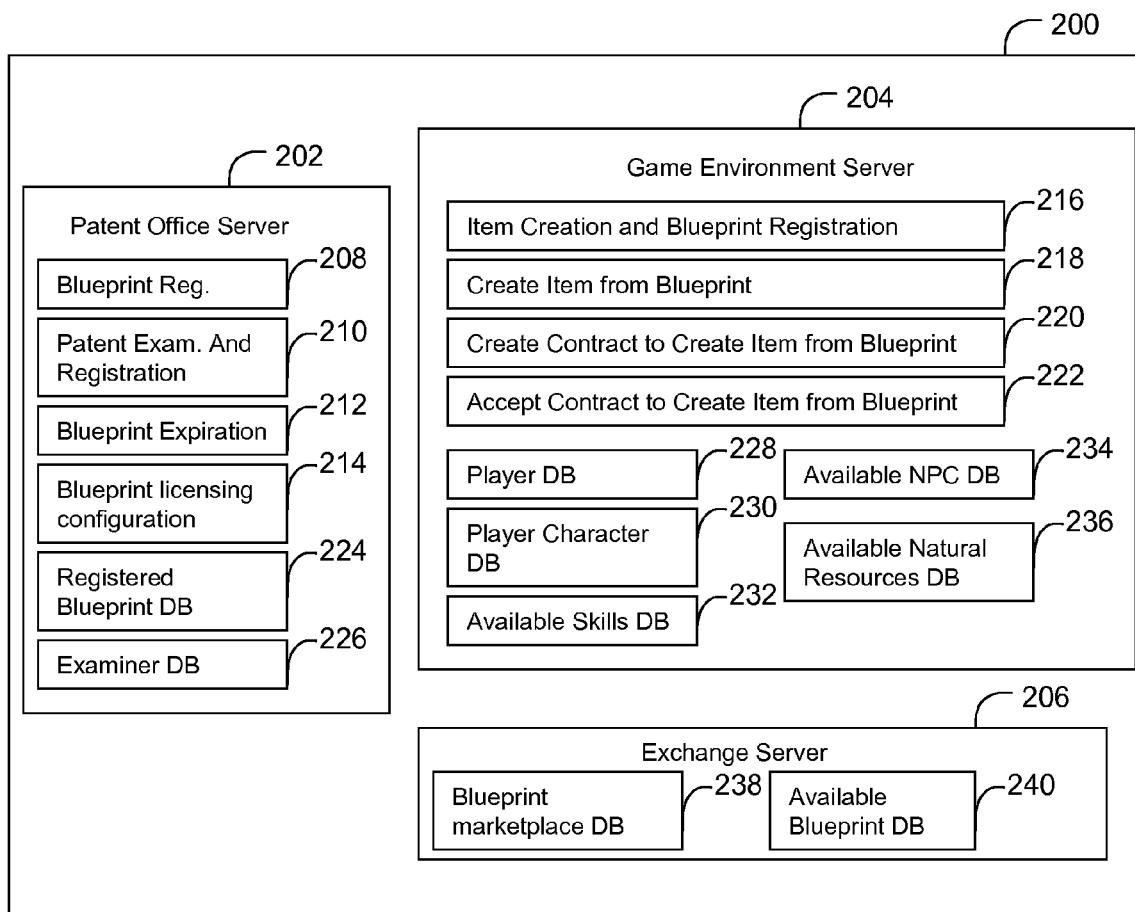 200
202
Patent Office Server
Blueprint Reg.
208
Patent Exam. And
Registration
210
Blueprint Expiration
212
Blueprint licensing
configuration
214
Registered
Blueprint DB
224
Examiner DB
226
204
Game Environment Server
Item Creation and Blueprint Registration
216
Create Item from Blueprint
218
Create Contract to Create Item from Blueprint
220
Accept Contract to Create Item from Blueprint
222
Player DB
228
Player Character
DB
230
Available Skills DB
232
Available NPC DB
234
Available Natural
Resources DB
236
206
Exchange Server
Blueprint
marketplace DB
238
Available
Blueprint DB
240